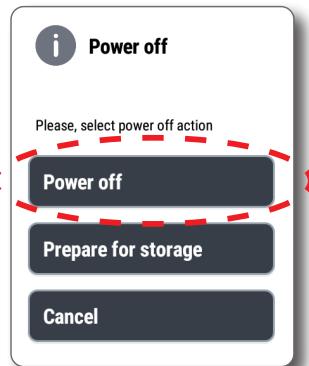 Power off
Please, select power off action
Power off
Prepare for storage
Cancel